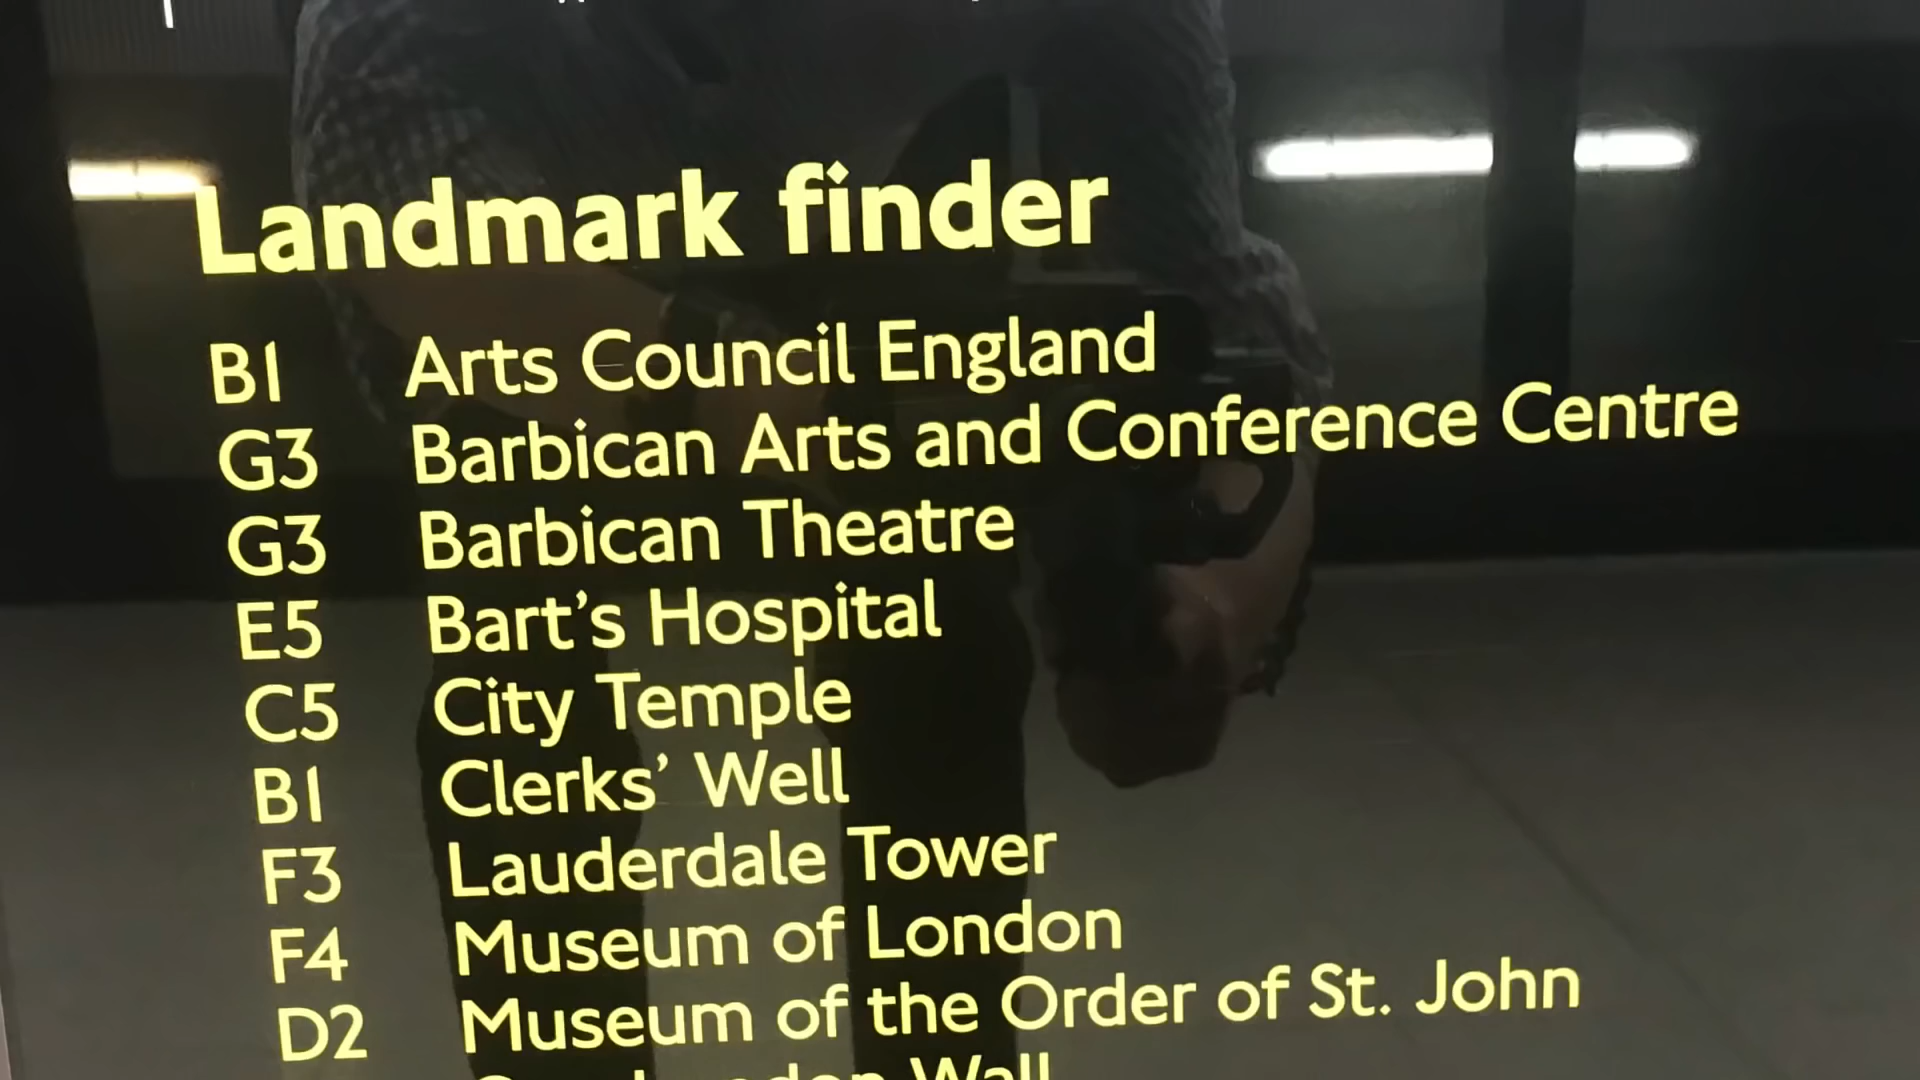 Landmark finder
B1 Arts Council England
G3 Barbican Arts and Conference Centre
G3 Barbican Theatre
E5 Bart's Hospital
C5 City Temple
B1 Clerks' Well
F3 Lauderdale Tower
F4 Museum of London
D2 Museum of the Order of St. John
Wall